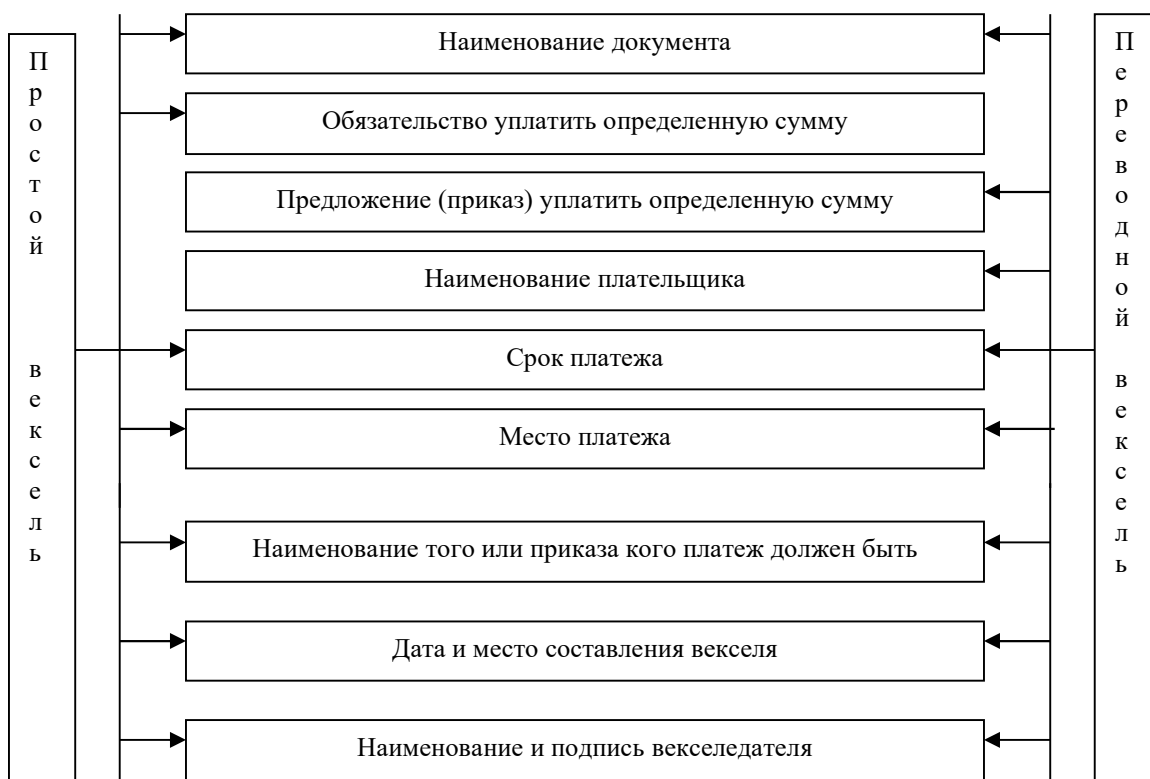 Простой вексель
Наименование документа
Обязательство уплатить определенную сумму
Предложение (приказ) уплатить определенную сумму
Наименование плательщика
Срок платежа
Место платежа
Наименование того или приказа кого платеж должен быть
Дата и место составления векселя
Наименование и подпись векселедателя
Переводной вексель